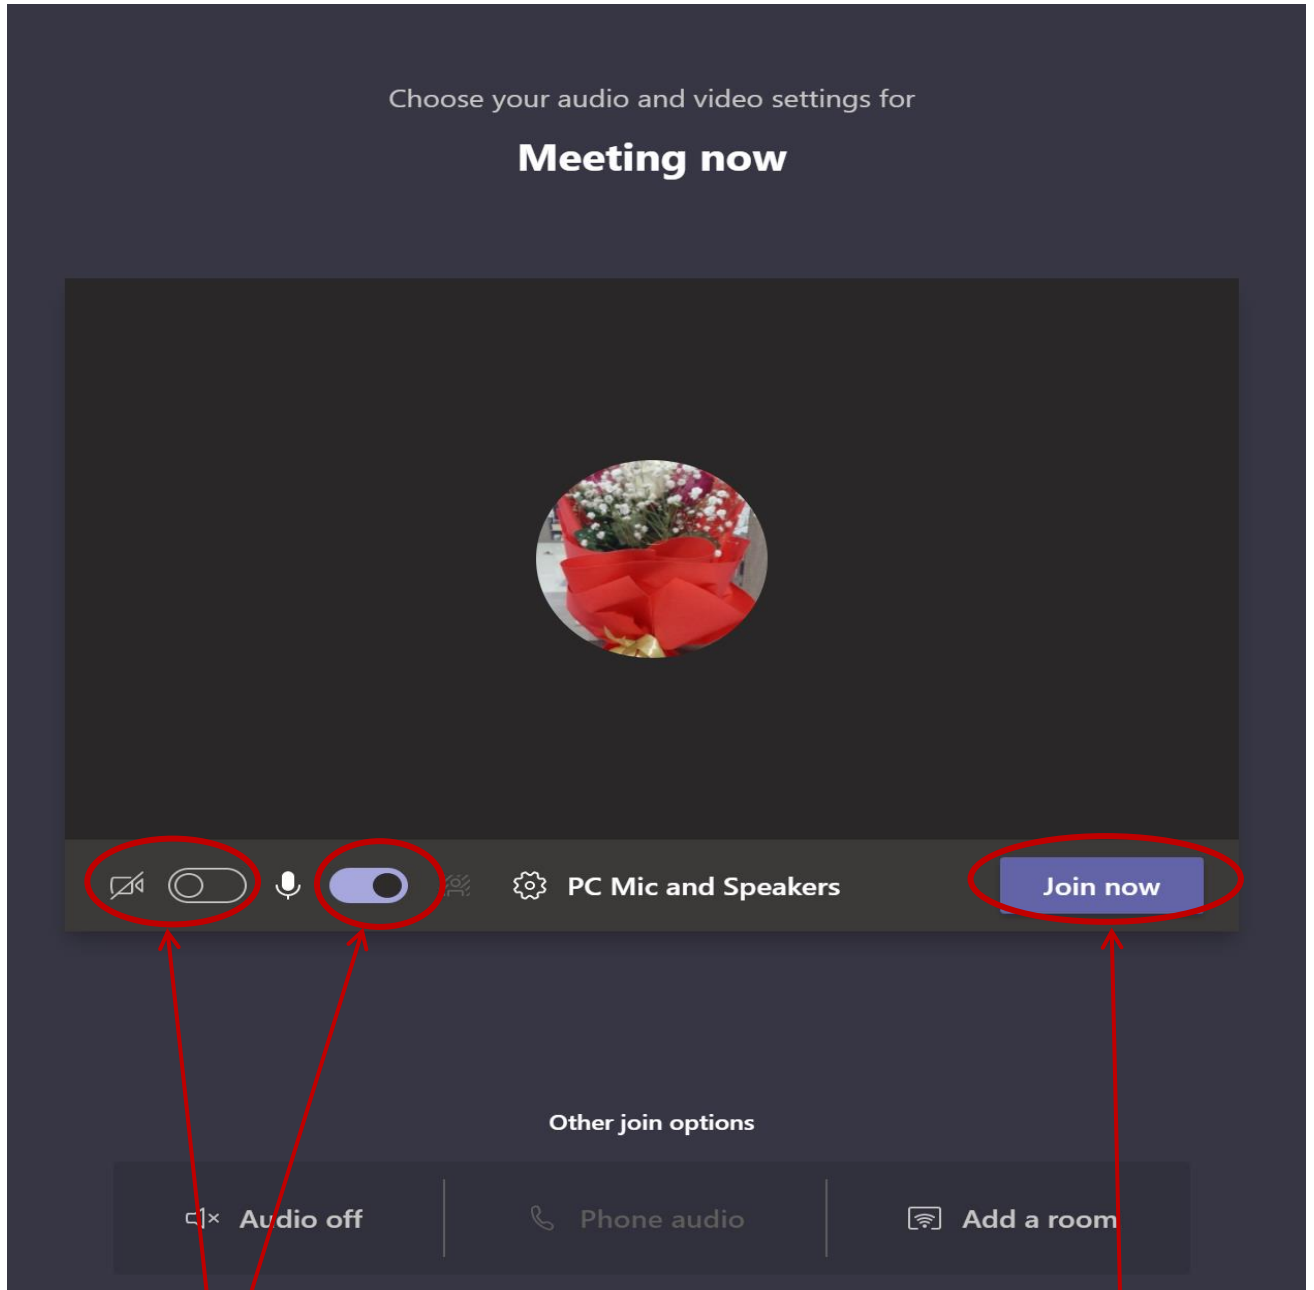 Choose your audio and video settings for
Meeting now
PC Mic and Speakers
Join now
Other join options
Audio off
Phone audio
Add a room